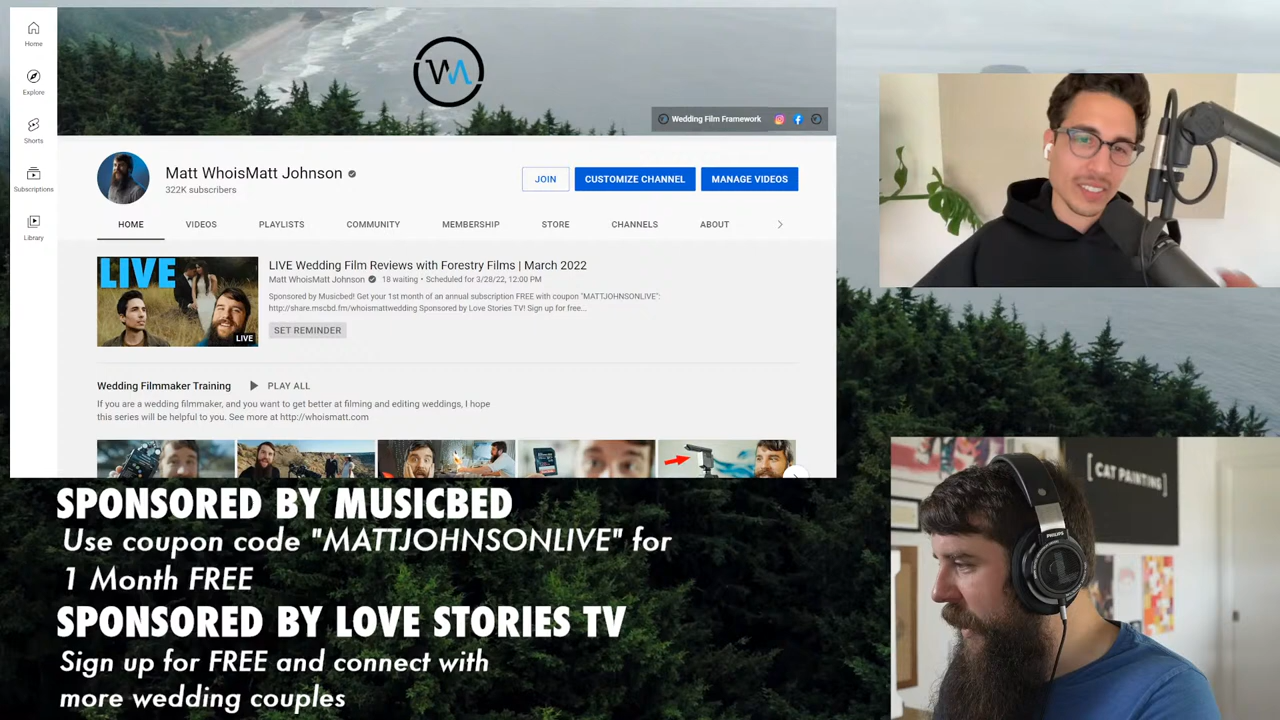 Home
Explore
Shorts
Subscriptions
Library
Wedding Film Framework
Matt WhoisMatt Johnson
322K subscribers
JOIN
CUSTOMIZE CHANNEL
MANAGE VIDEOS
HOME
VIDEOS
PLAYLISTS
COMMUNITY
MEMBERSHIP
STORE
CHANNELS
ABOUT
LIVE
LIVE
LIVE Wedding Film Reviews with Forestry Films | March 2022
Matt WhoisMatt Johnson 18 waiting • Scheduled for 3/28/22, 12:00 PM
Sponsored by Musicbed! Get your 1st month of an annual subscription FREE with coupon "MATTJOHNSONLIVE":
http://share.mscbd.fm/whoismattwedding Sponsored by Love Stories TV! Sign up for free...
SET REMINDER
Wedding Filmmaker Training
PLAY ALL
If you are a wedding filmmaker, and you want to get better at filming and editing weddings, I hope
this series will be helpful to you. See more at http://whoismatt.com
SPONSORED BY MUSICBED
Use coupon code "MATTJOHNSONLIVE" for
1 Month FREE
SPONSORED BY LOVE STORIES TV
Sign up for FREE and connect with
more wedding couples
[CAT PAINTING]
PHILIPS